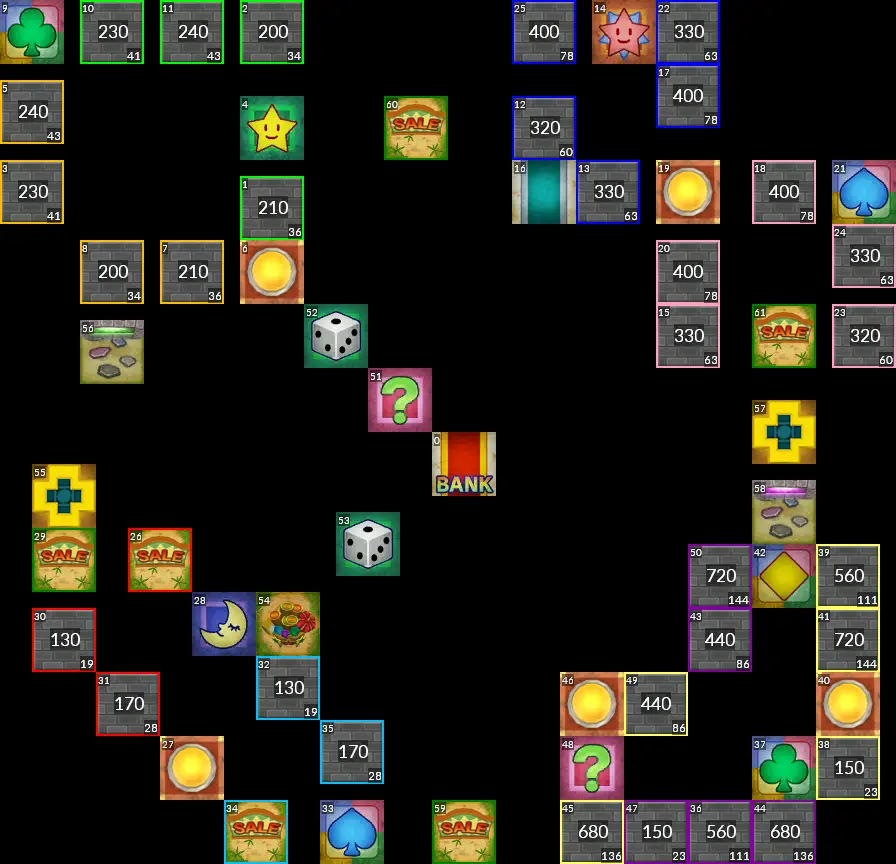 9
10 230 41
11 240 43
2 200 34
25 400 78
14
22 330 63
17 400 78
5 240 43
4
60 SALE
12 320 60
3 230 41
1 210 36
16
13 330 63
19
18 400 78
21
24 330 63
8 200 34
7 210 36
6
20 400 78
52
15 330 63
61 SALE
23 320 60
56
51 ?
57
0 BANK
55
58
53
29 SALE
26 SALE
50 720 144
42
39 560 111
28
54
30 130 19
43 440 86
41 720 144
32 130 19
31 170 28
46
49 440 86
40
35 170 28
27
48 ?
37
38 150 23
34 SALE
33
59 SALE
45 680 136
47 150 23
36 560 111
44 680 136